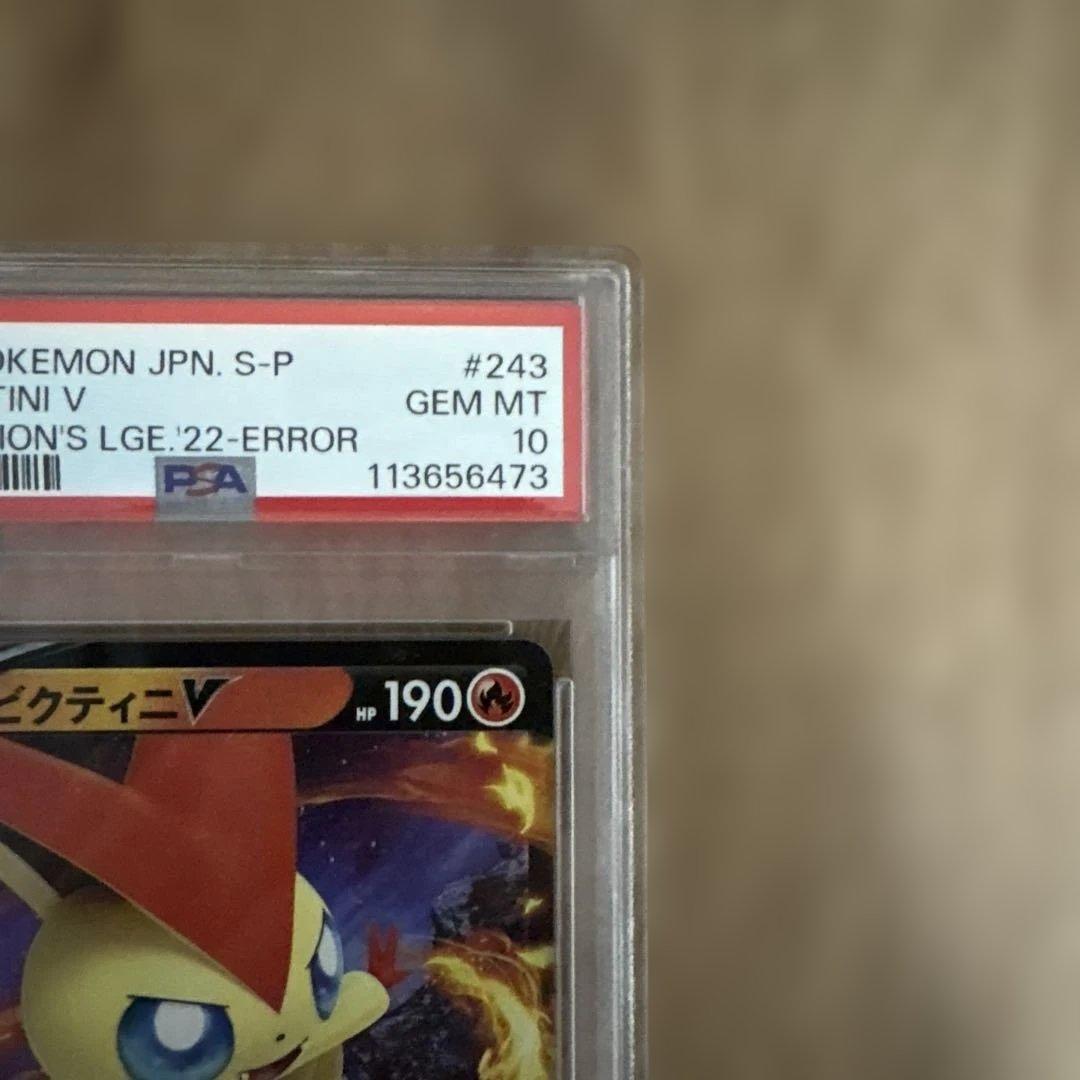 OKEMON JPN. S-P #243
TINI V GEM MT
ION'S LGE.'22-ERROR 10
PSA 113656473
ビクティニV HP 190